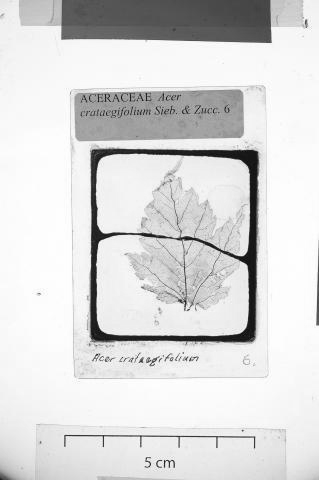 ACERACEAE Acer
crataegifolium Sieb. & Zucc. 6
Acer crataegifolium 6.
5 cm